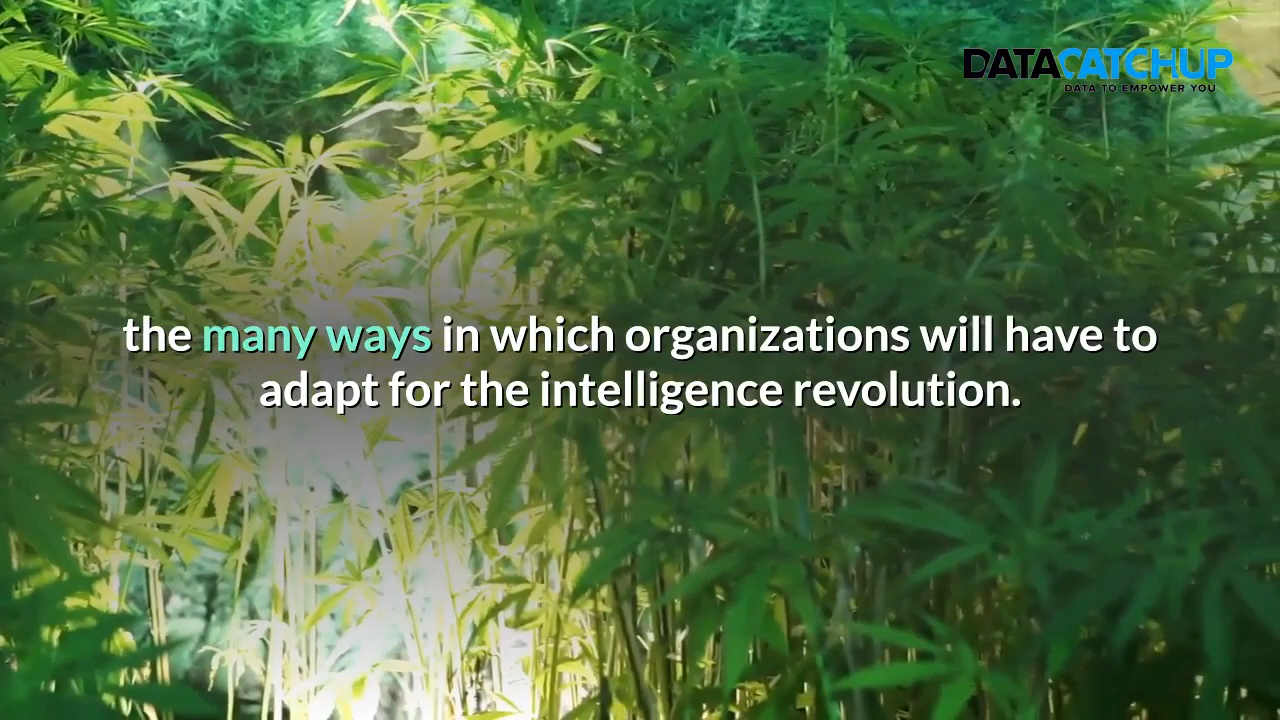 DATACATCHUP
DATA TO EMPOWER YOU
the many ways in which organizations will have to
adapt for the intelligence revolution.